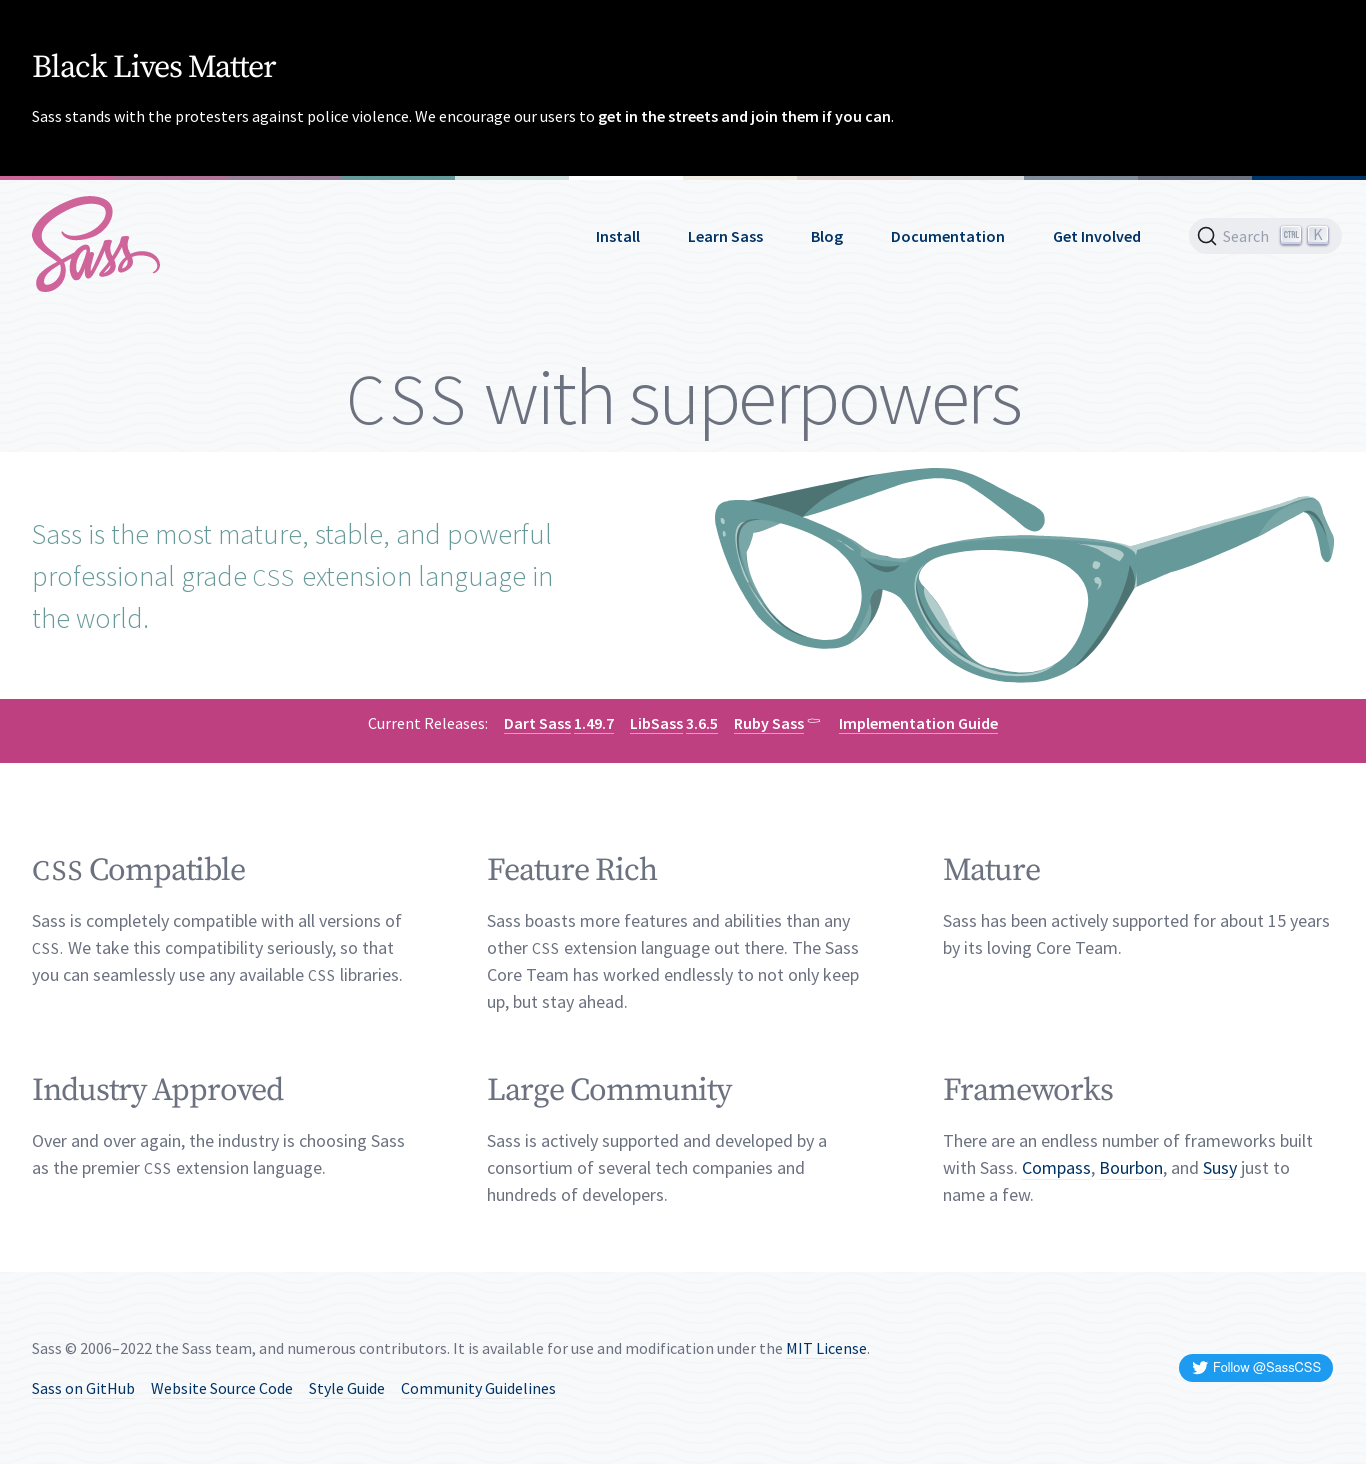 Black Lives Matter
Sass stands with the protesters against police violence. We encourage our users to get in the streets and join them if you can.
Sass
Install Learn Sass Blog Documentation Get Involved Search CTRL K
CSS with superpowers
Sass is the most mature, stable, and powerful
professional grade CSS extension language in
the world.
Current Releases: Dart Sass 1.49.7 LibSass 3.6.5 Ruby Sass Implementation Guide
CSS Compatible
Sass is completely compatible with all versions of
CSS. We take this compatibility seriously, so that
you can seamlessly use any available CSS libraries.
Feature Rich
Sass boasts more features and abilities than any
other CSS extension language out there. The Sass
Core Team has worked endlessly to not only keep
up, but stay ahead.
Mature
Sass has been actively supported for about 15 years
by its loving Core Team.
Industry Approved
Over and over again, the industry is choosing Sass
as the premier CSS extension language.
Large Community
Sass is actively supported and developed by a
consortium of several tech companies and
hundreds of developers.
Frameworks
There are an endless number of frameworks built
with Sass. Compass, Bourbon, and Susy just to
name a few.
Sass © 2006–2022 the Sass team, and numerous contributors. It is available for use and modification under the MIT License.
Sass on GitHub Website Source Code Style Guide Community Guidelines
Follow @SassCSS